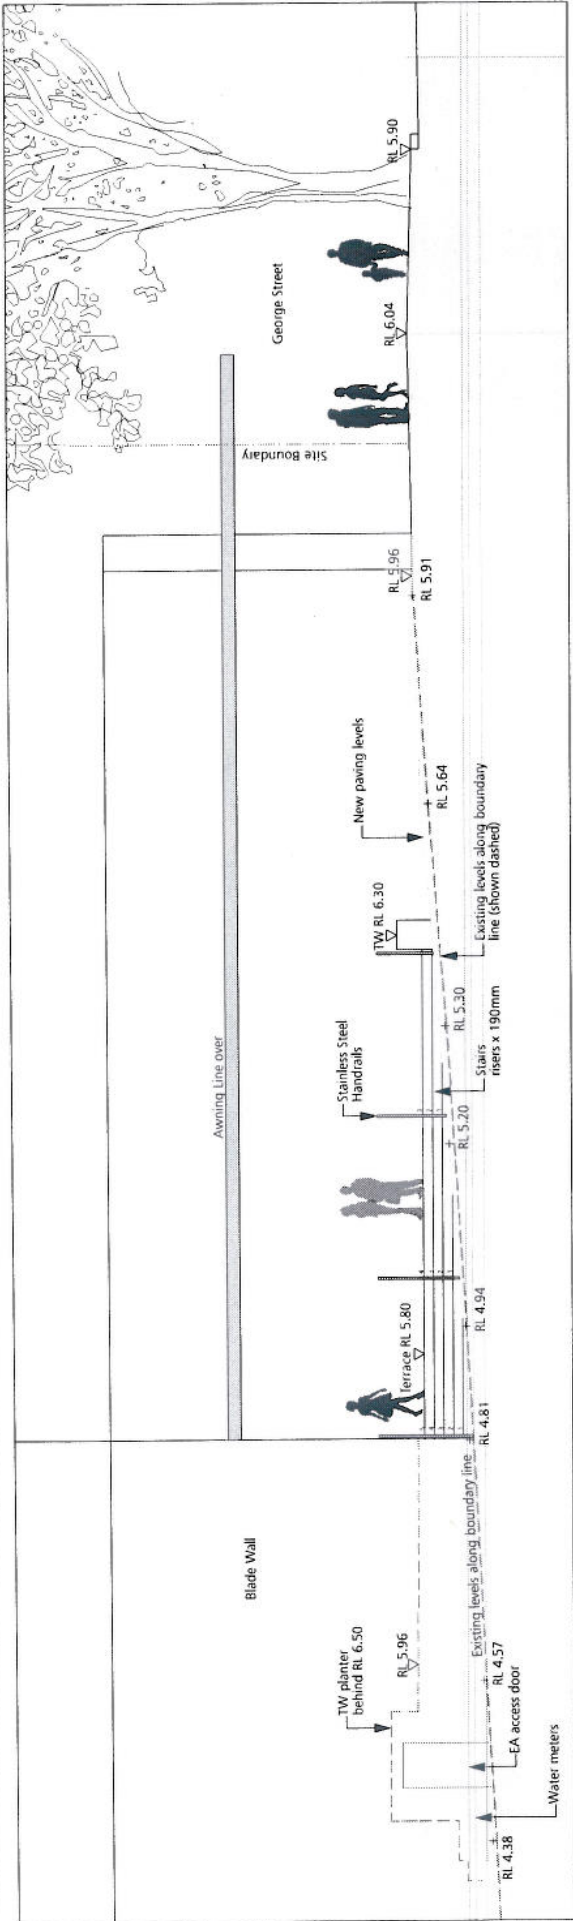 Blade Wall
TW planter
behind RL 6.50
RL 5.96
Existing levels along boundary line
RL 4.38
Water meters
EA access door
RL 4.57
Awning Line over
Terrace RL 5.80
RL 4.81
RL 4.94
Stainless Steel
Handrails
RL 5.20
Stairs
risers x 190mm
RL 5.30
TW RL 6.30
Existing levels along boundary
line (shown dashed)
New paving levels
RL 5.64
RL 5.96
RL 5.91
Site Boundary
George Street
RL 6.04
RL 5.90